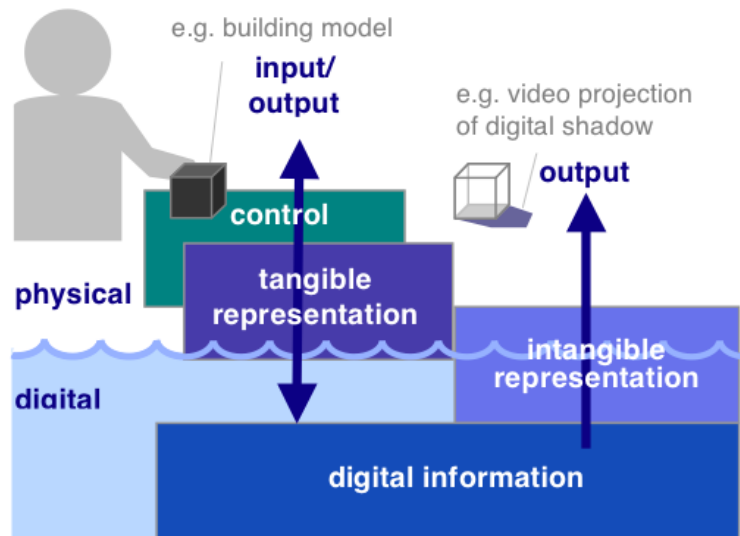 e.g. building model
input/
output
e.g. video projection
of digital shadow
output
control
tangible
representation
physical
intangible
representation
digital
digital information